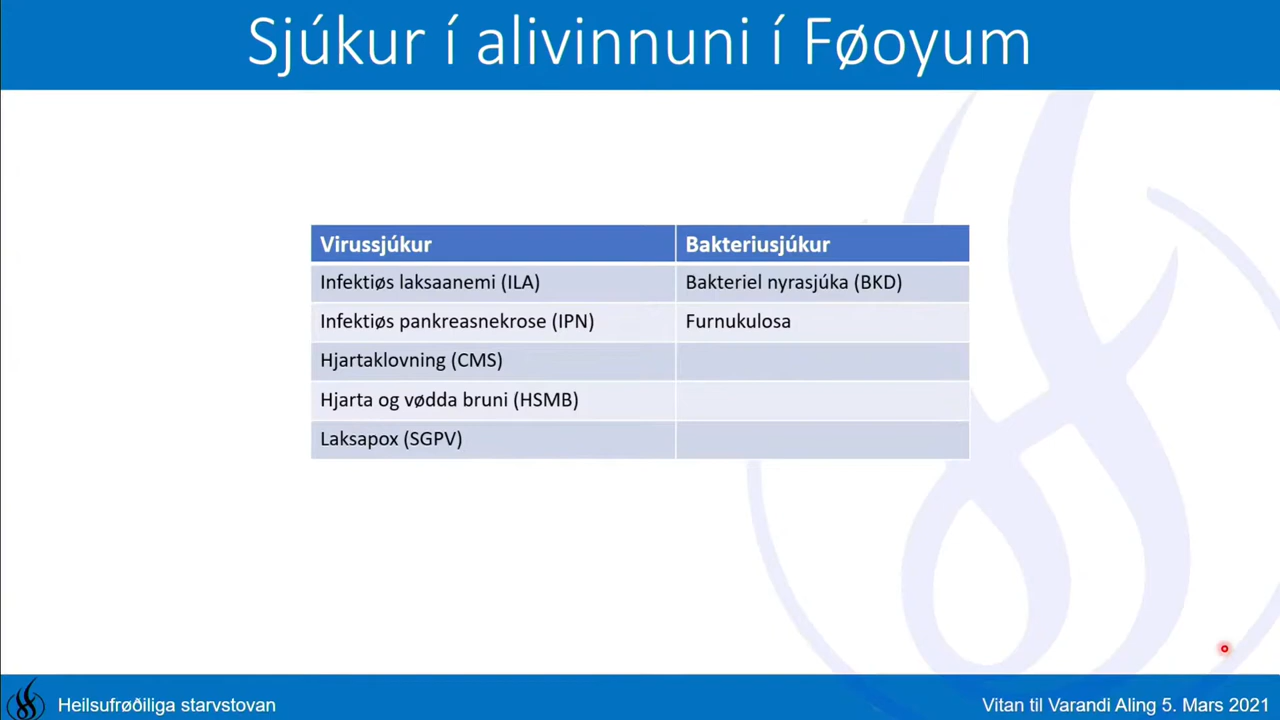 Sjúkur í alivinnuni í Føoyum
Virussjúkur
Bakteriusjúkur
Infektiøs laksaanemi (ILA)
Bakteriel nyrasjúka (BKD)
Infektiøs pankreasnekrose (IPN)
Furnukulosa
Hjartaklovning (CMS)
Hjarta og vødda bruni (HSMB)
Laksapox (SGPV)
Heilsufrøðiliga starvstovan
Vitan til Varandi Aling 5. Mars 2021